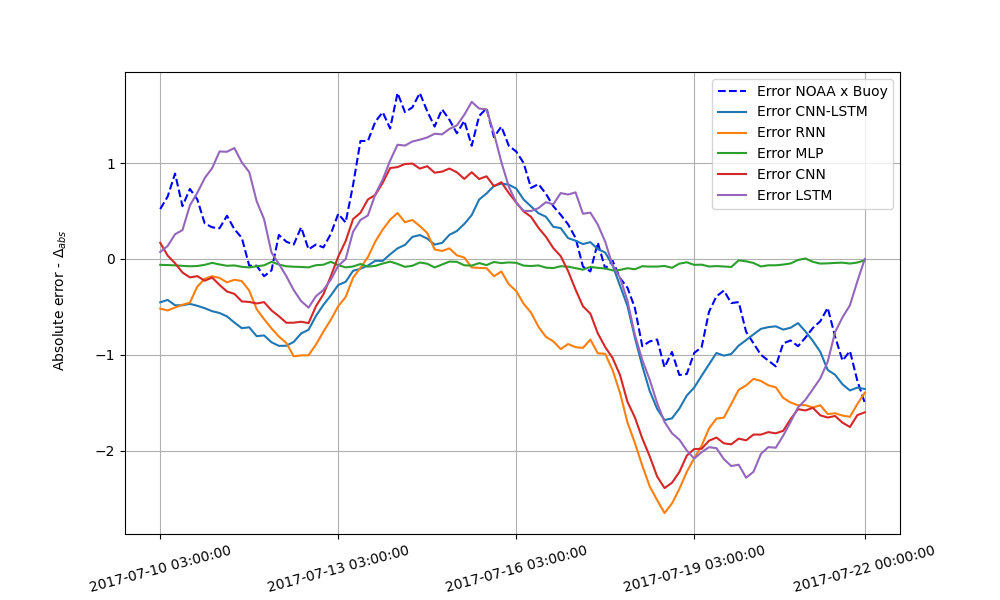 Error NOAA x Buoy
Error CNN-LSTM
Error RNN
Error MLP
Error CNN
Error LSTM
1
0
−1
−2
Absolute error - Δabs
2017-07-10 03:00:00
2017-07-13 03:00:00
2017-07-16 03:00:00
2017-07-19 03:00:00
2017-07-22 00:00:00